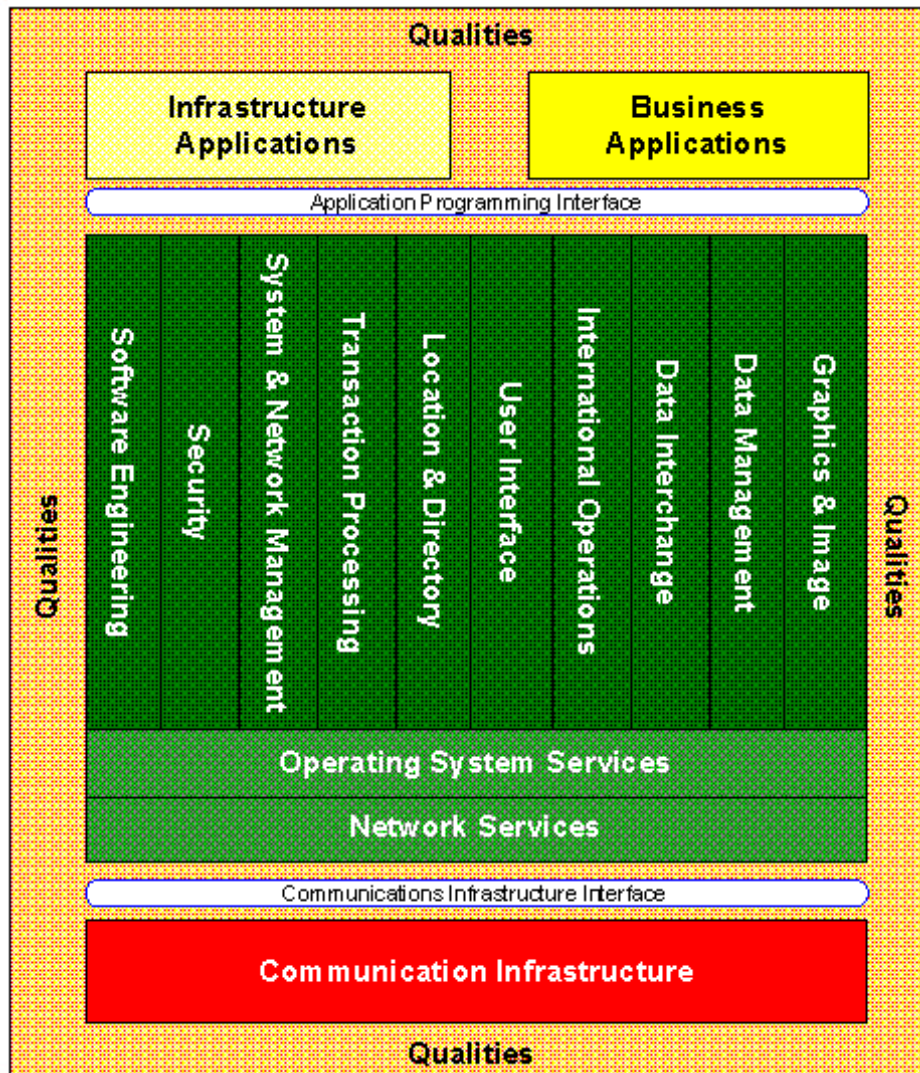 Qualities
Infrastructure
Applications
Business
Applications
Application Programming Interface
Software Engineering
Security
System & Network Management
Transaction Processing
Location & Directory
User Interface
International Operations
Data Interchange
Data Management
Graphics & Image
Qualities
Qualities
Operating System Services
Network Services
Communications Infrastructure Interface
Communication Infrastructure
Qualities